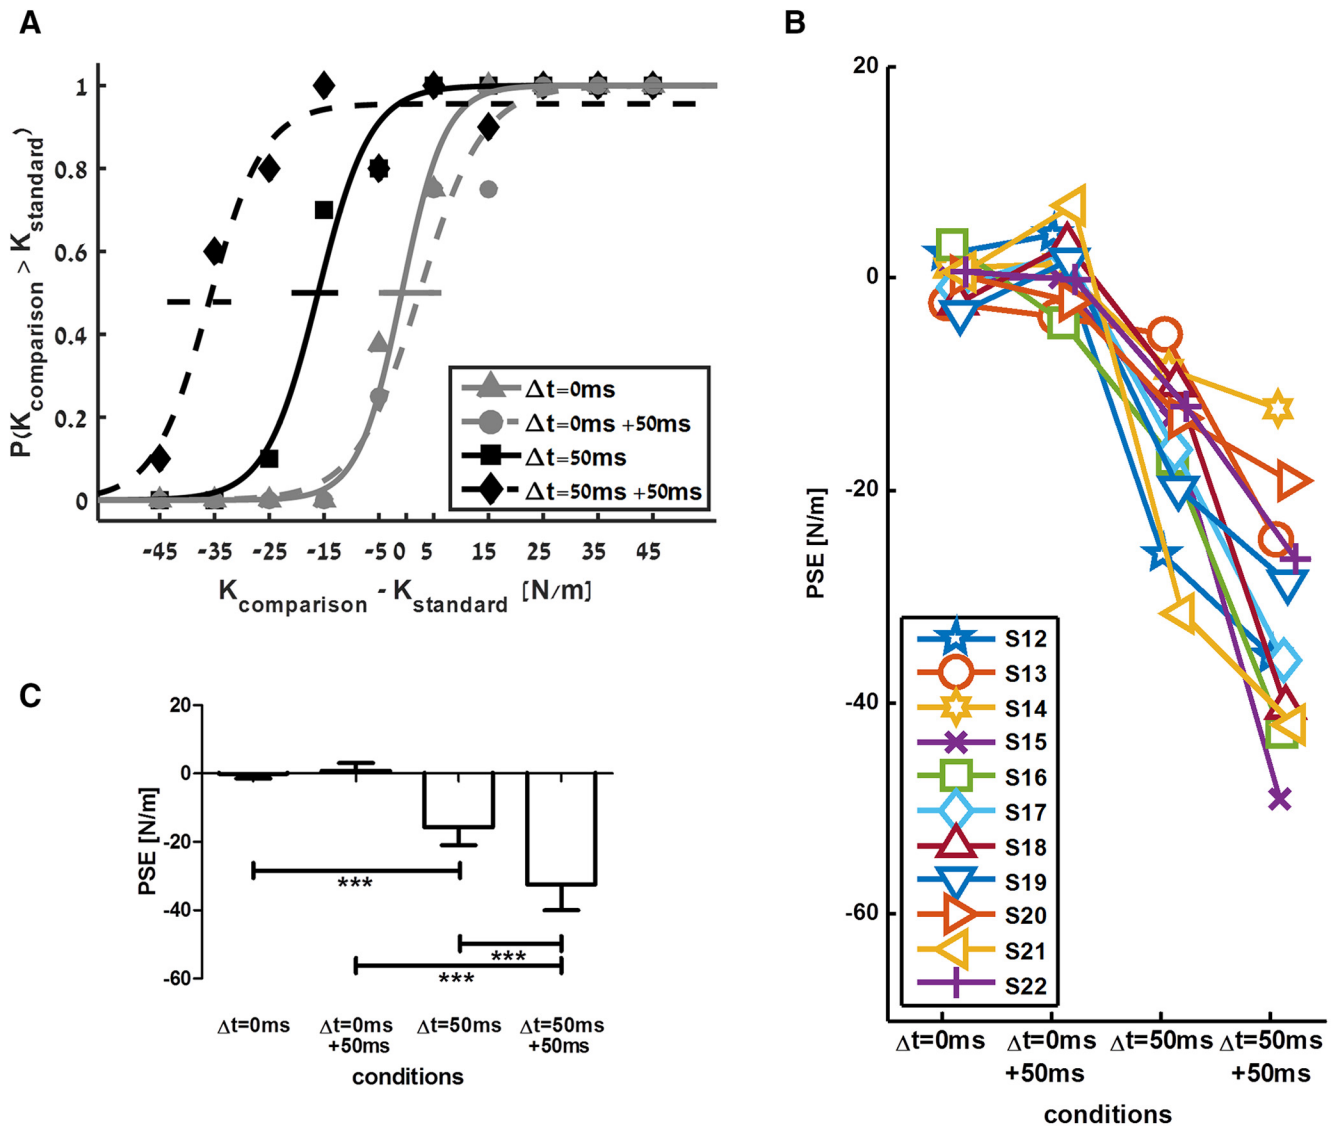 A
1
0.8
0.6
0.4
0.2
0
P(Kcomparison > Kstandard)
Δt=0ms
Δt=0ms +50ms
Δt=50ms
Δt=50ms +50ms
-45 -35 -25 -15 -5 0 5 15 25 35 45
Kcomparison - Kstandard [N/m]
B
20
0
-20
-40
-60
PSE [N/m]
S12
S13
S14
S15
S16
S17
S18
S19
S20
S21
S22
Δt=0ms Δt=0ms Δt=50ms Δt=50ms
+50ms +50ms
conditions
C
20
0
-20
-40
-60
PSE [N/m]
***
***
***
Δt=0ms Δt=0ms Δt=50ms Δt=50ms
+50ms +50ms
conditions